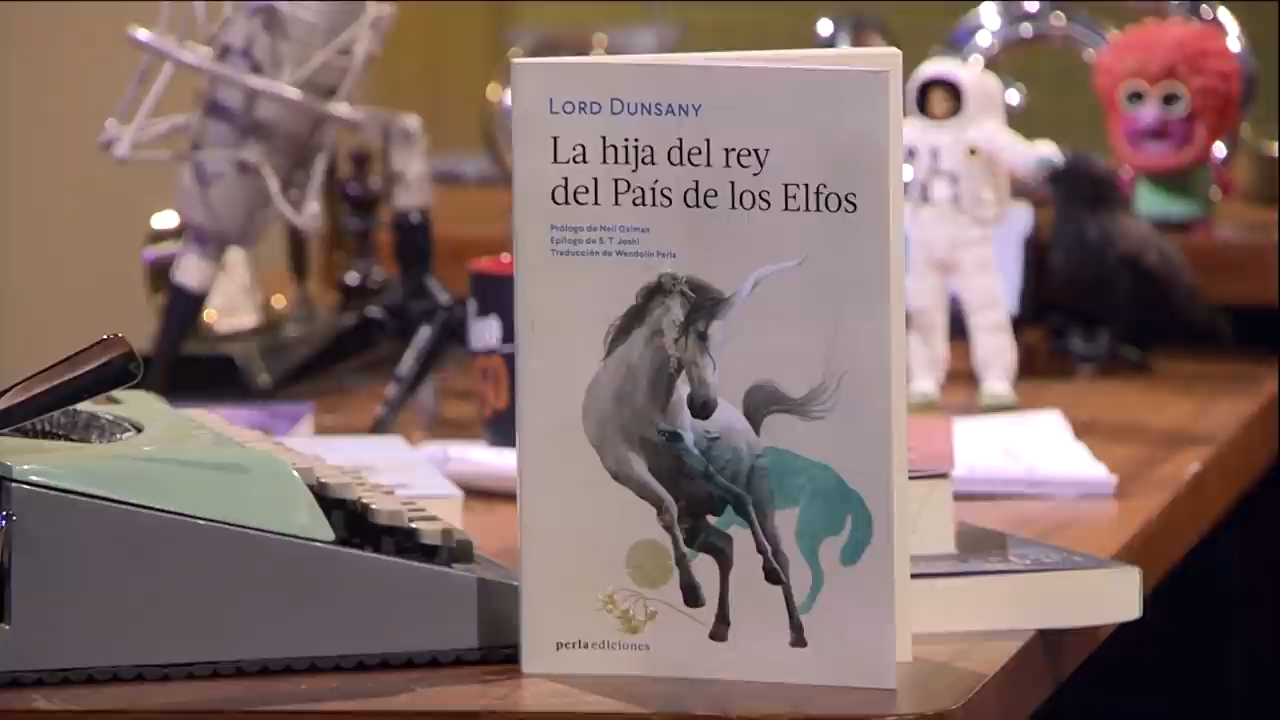 LORD DUNSANY
La hija del rey
del País de los Elfos
Prólogo de Neil Gaiman
Epílogo de S. T. Joshi
Traducción de Wendolín Perla
perlaediciones